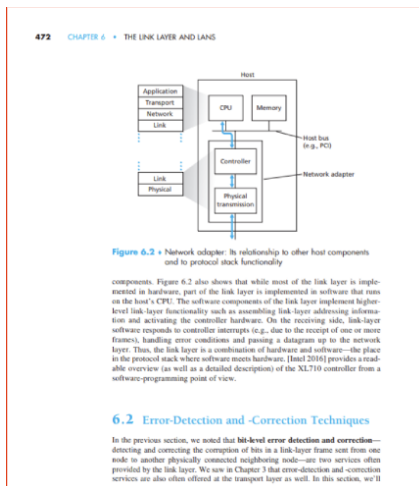 472 CHAPTER 6 • THE LINK LAYER AND LANS
Host
Application
Transport
Network
Link
CPU
Memory
Host bus
(e.g., PCI)
Controller
Network adapter
Link
Physical
Physical
transmission
Figure 6.2 ♦ Network adapter: Its relationship to other host components
and to protocol stack functionality
components. Figure 6.2 also shows that while most of the link layer is imple-
mented in hardware, part of the link layer is implemented in software that runs
on the host's CPU. The software components of the link layer implement higher-
level link-layer functionality such as assembling link-layer addressing informa-
tion and activating the controller hardware. On the receiving side, link-layer
software responds to controller interrupts (e.g., due to the receipt of one or more
frames), handling error conditions and passing a datagram up to the network
layer. Thus, the link layer is a combination of hardware and software—the place
in the protocol stack where software meets hardware. [Intel 2016] provides a read-
able overview (as well as a detailed description) of the XL710 controller from a
software-programming point of view.
6.2 Error-Detection and -Correction Techniques
In the previous section, we noted that bit-level error detection and correction—
detecting and correcting the corruption of bits in a link-layer frame sent from one
node to another physically connected neighboring node—are two services often
provided by the link layer. We saw in Chapter 3 that error-detection and -correction
services are also often offered at the transport layer as well. In this section, we'll